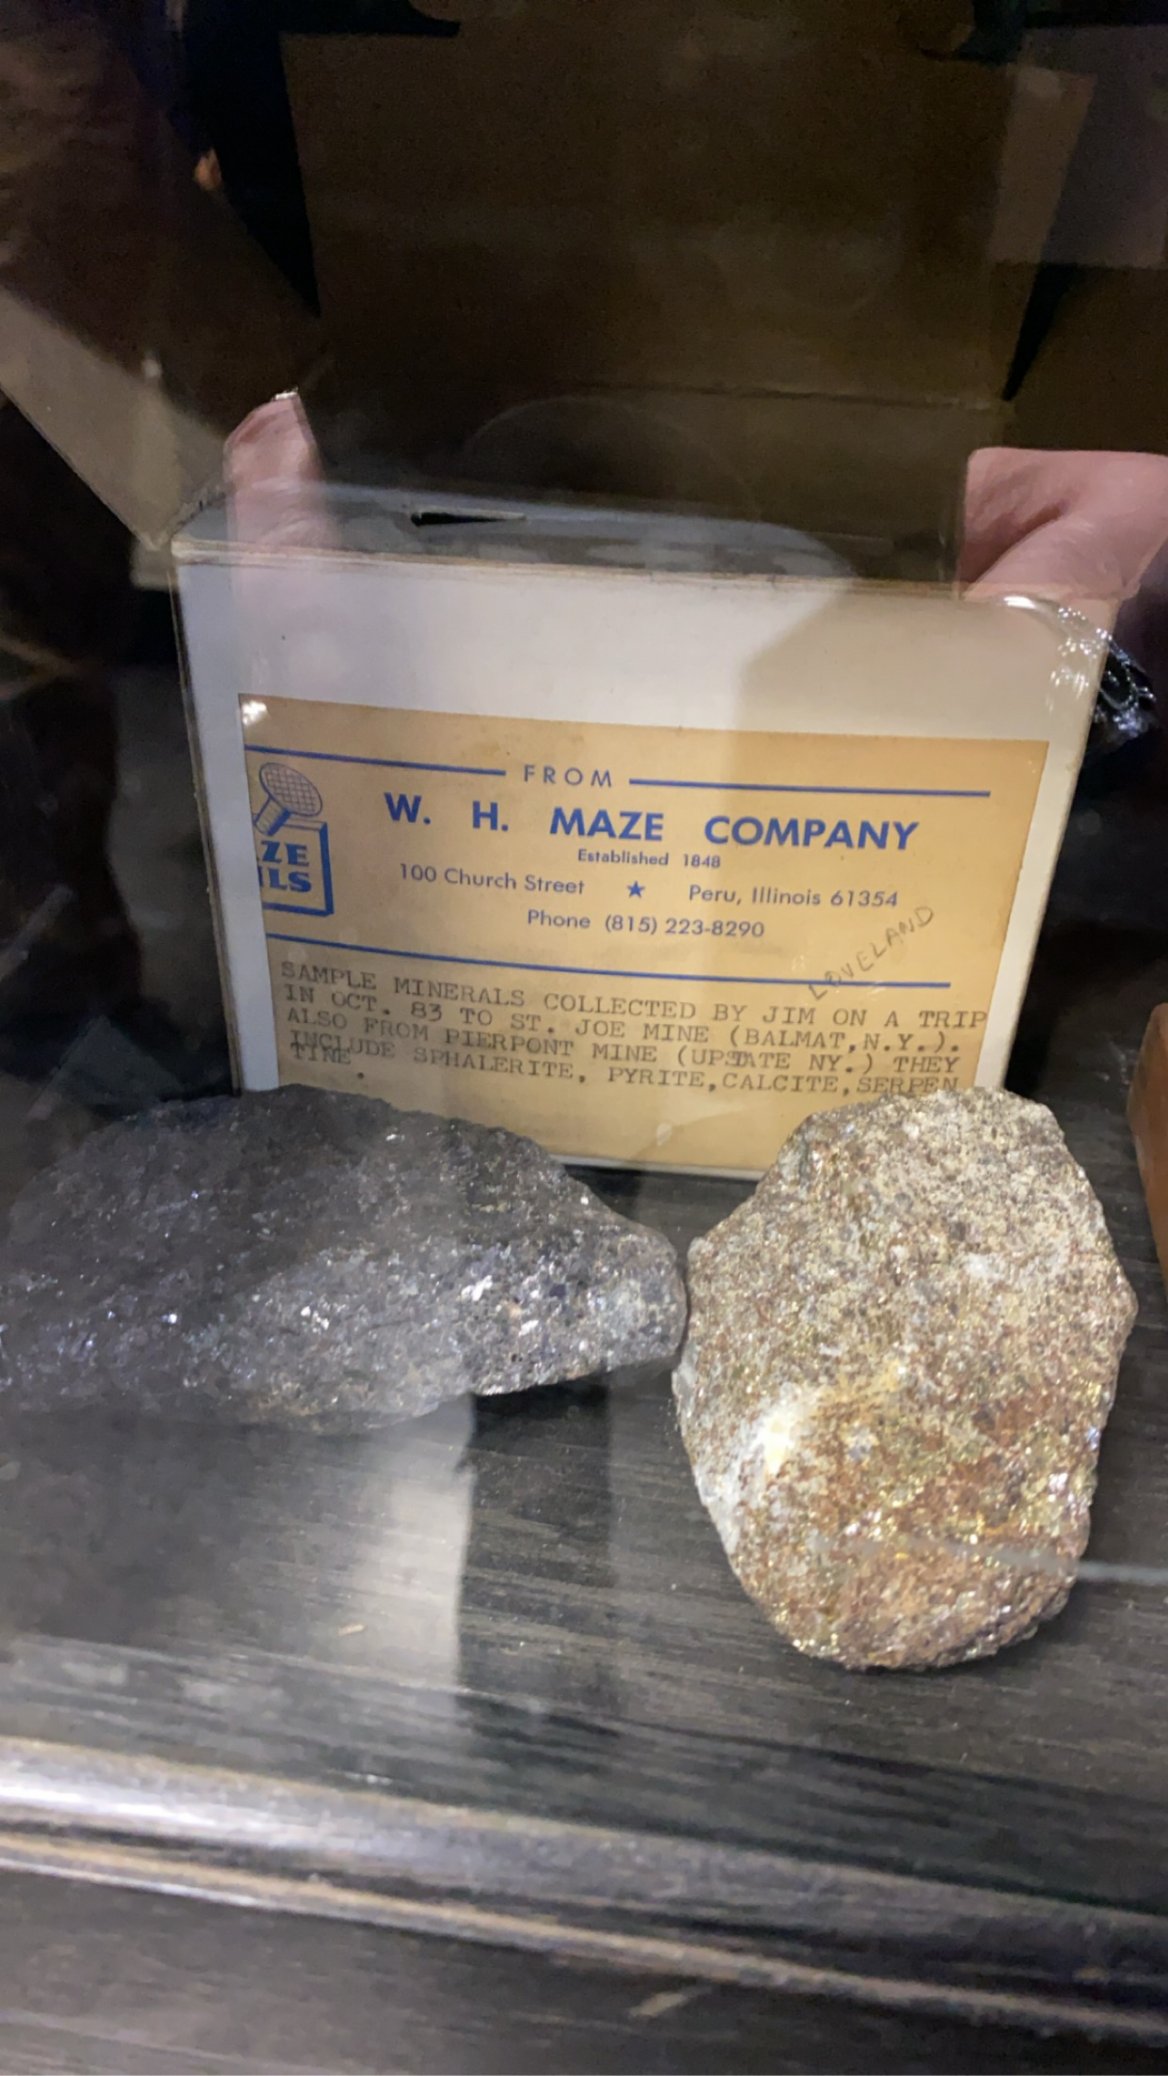 FROM
W. H. MAZE COMPANY
Established 1848
100 Church Street ★ Peru, Illinois 61354
Phone (815) 223-8290
ZE
ILS
LOVELAND
SAMPLE MINERALS COLLECTED BY JIM ON A TRIP
IN OCT. 83 TO ST. JOE MINE (BALMAT,N.Y.).
ALSO FROM PIERPONT MINE (UPSTATE NY.) THEY
INCLUDE SPHALERITE, PYRITE,CALCITE,SERPEN
TINE .